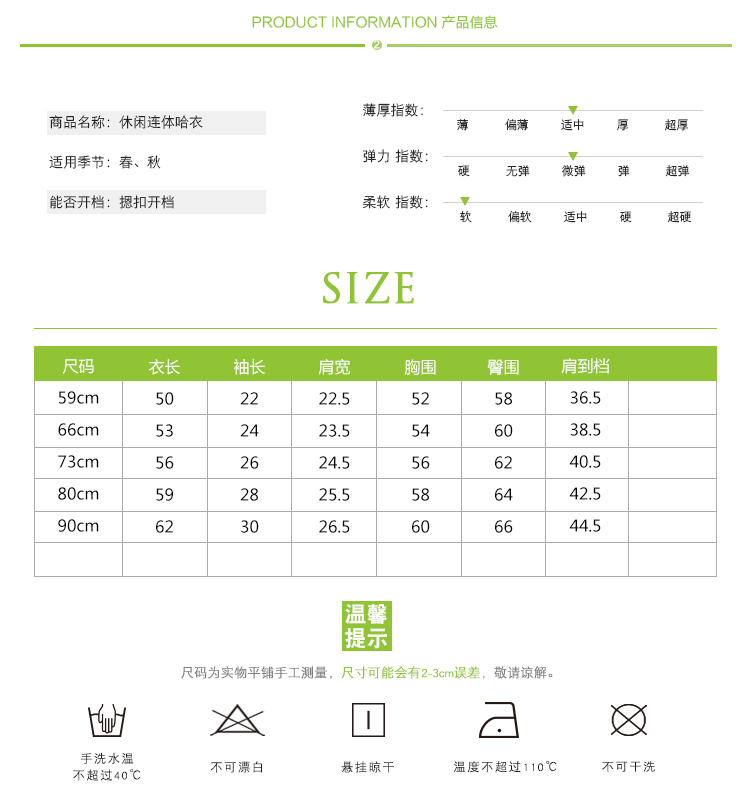 PRODUCT INFORMATION 产品信息
2
商品名称：休闲连体哈衣
适用季节：春、秋
能否开档：摁扣开档
薄厚指数：
薄 偏薄 适中 厚 超厚
弹力 指数：
硬 无弹 微弹 弹 超弹
柔软 指数：
软 偏软 适中 硬 超硬
SIZE
尺码 衣长 袖长 肩宽 胸围 臀围 肩到档
59cm 50 22 22.5 52 58 36.5
66cm 53 24 23.5 54 60 38.5
73cm 56 26 24.5 56 62 40.5
80cm 59 28 25.5 58 64 42.5
90cm 62 30 26.5 60 66 44.5
温馨
提示
尺码为实物平铺手工测量，尺寸可能会有2-3cm误差，敬请谅解。
手洗水温
不超过40℃
不可漂白
悬挂晾干
温度不超过110℃
不可干洗